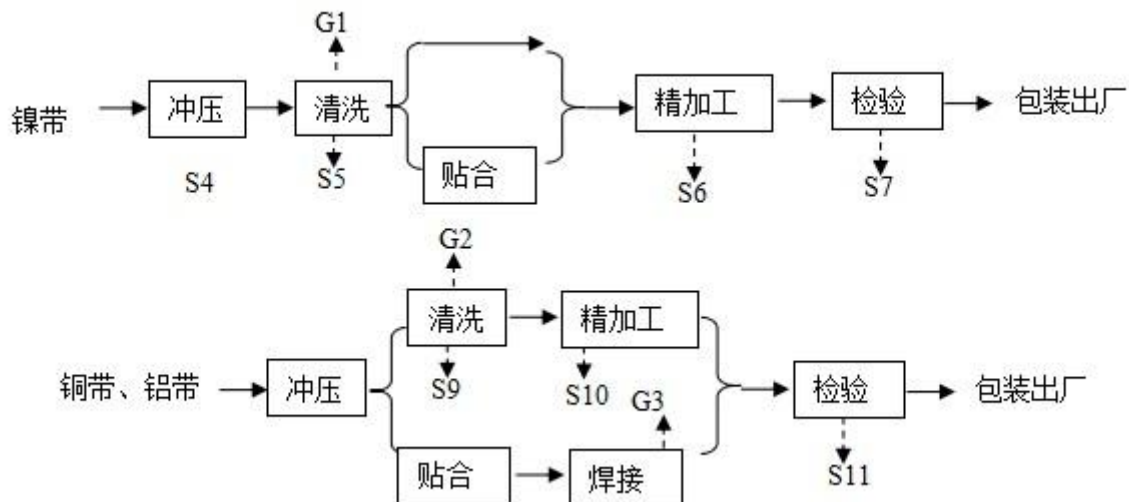 G1
镍带 冲压 清洗 精加工 检验 包装出厂
贴合
S4 S5 S6 S7
G2
清洗 精加工
铜带、铝带 冲压 S9 S10 G3 检验 包装出厂
贴合 焊接 S11